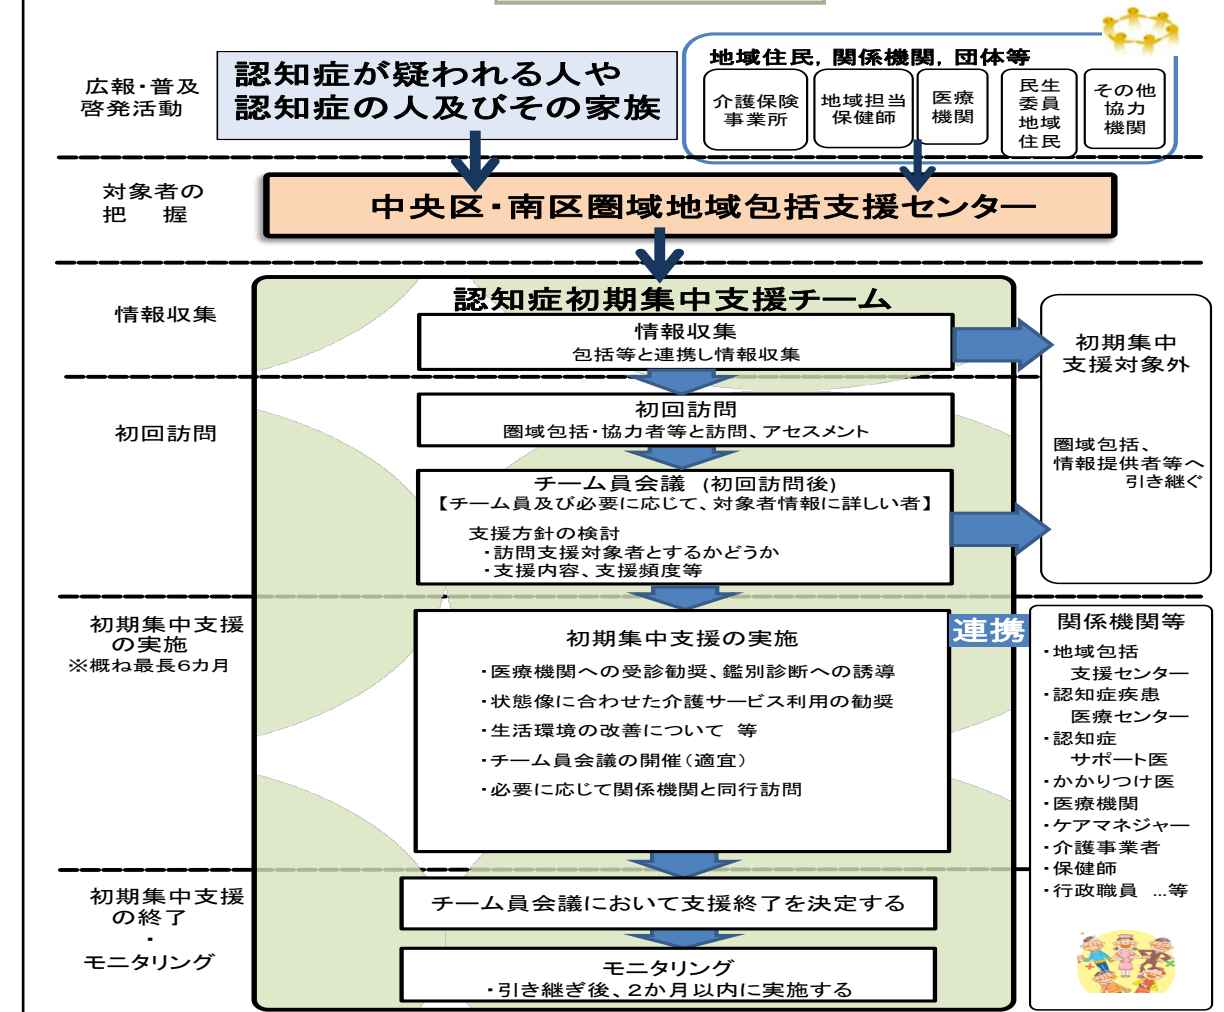 広報・普及
啓発活動
認知症が疑われる人や
認知症の人及びその家族
地域住民，関係機関，団体等
介護保険
事業所
地域担当
保健師
医療
機関
民生
委員
地域
住民
その他
協力
機関
対象者の
把　握
中央区・南区圏域地域包括支援センター
認知症初期集中支援チーム
情報収集
情報収集
包括等と連携し情報収集
初期集中
支援対象外
圏域包括、
情報提供者等へ
引き継ぐ
初回訪問
初回訪問
圏域包括・協力者等と訪問、アセスメント
チーム員会議 (初回訪問後)
【チーム員及び必要に応じて、対象者情報に詳しい者】
支援方針の検討
・訪問支援対象者とするかどうか
・支援内容、支援頻度等
初期集中支援
の実施
※概ね最長6カ月
初期集中支援の実施
・医療機関への受診勧奨、鑑別診断への誘導
・状態像に合わせた介護サービス利用の勧奨
・生活環境の改善について 等
・チーム員会議の開催（適宜）
・必要に応じて関係機関と同行訪問
連携
関係機関等
・地域包括
支援センター
・認知症疾患
医療センター
・認知症
サポート医
・かかりつけ医
・医療機関
・ケアマネジャー
・介護事業者
・保健師
・行政職員 …等
初期集中支援
の終了
・
モニタリング
チーム員会議において支援終了を決定する
モニタリング
・引き継ぎ後、2か月以内に実施する